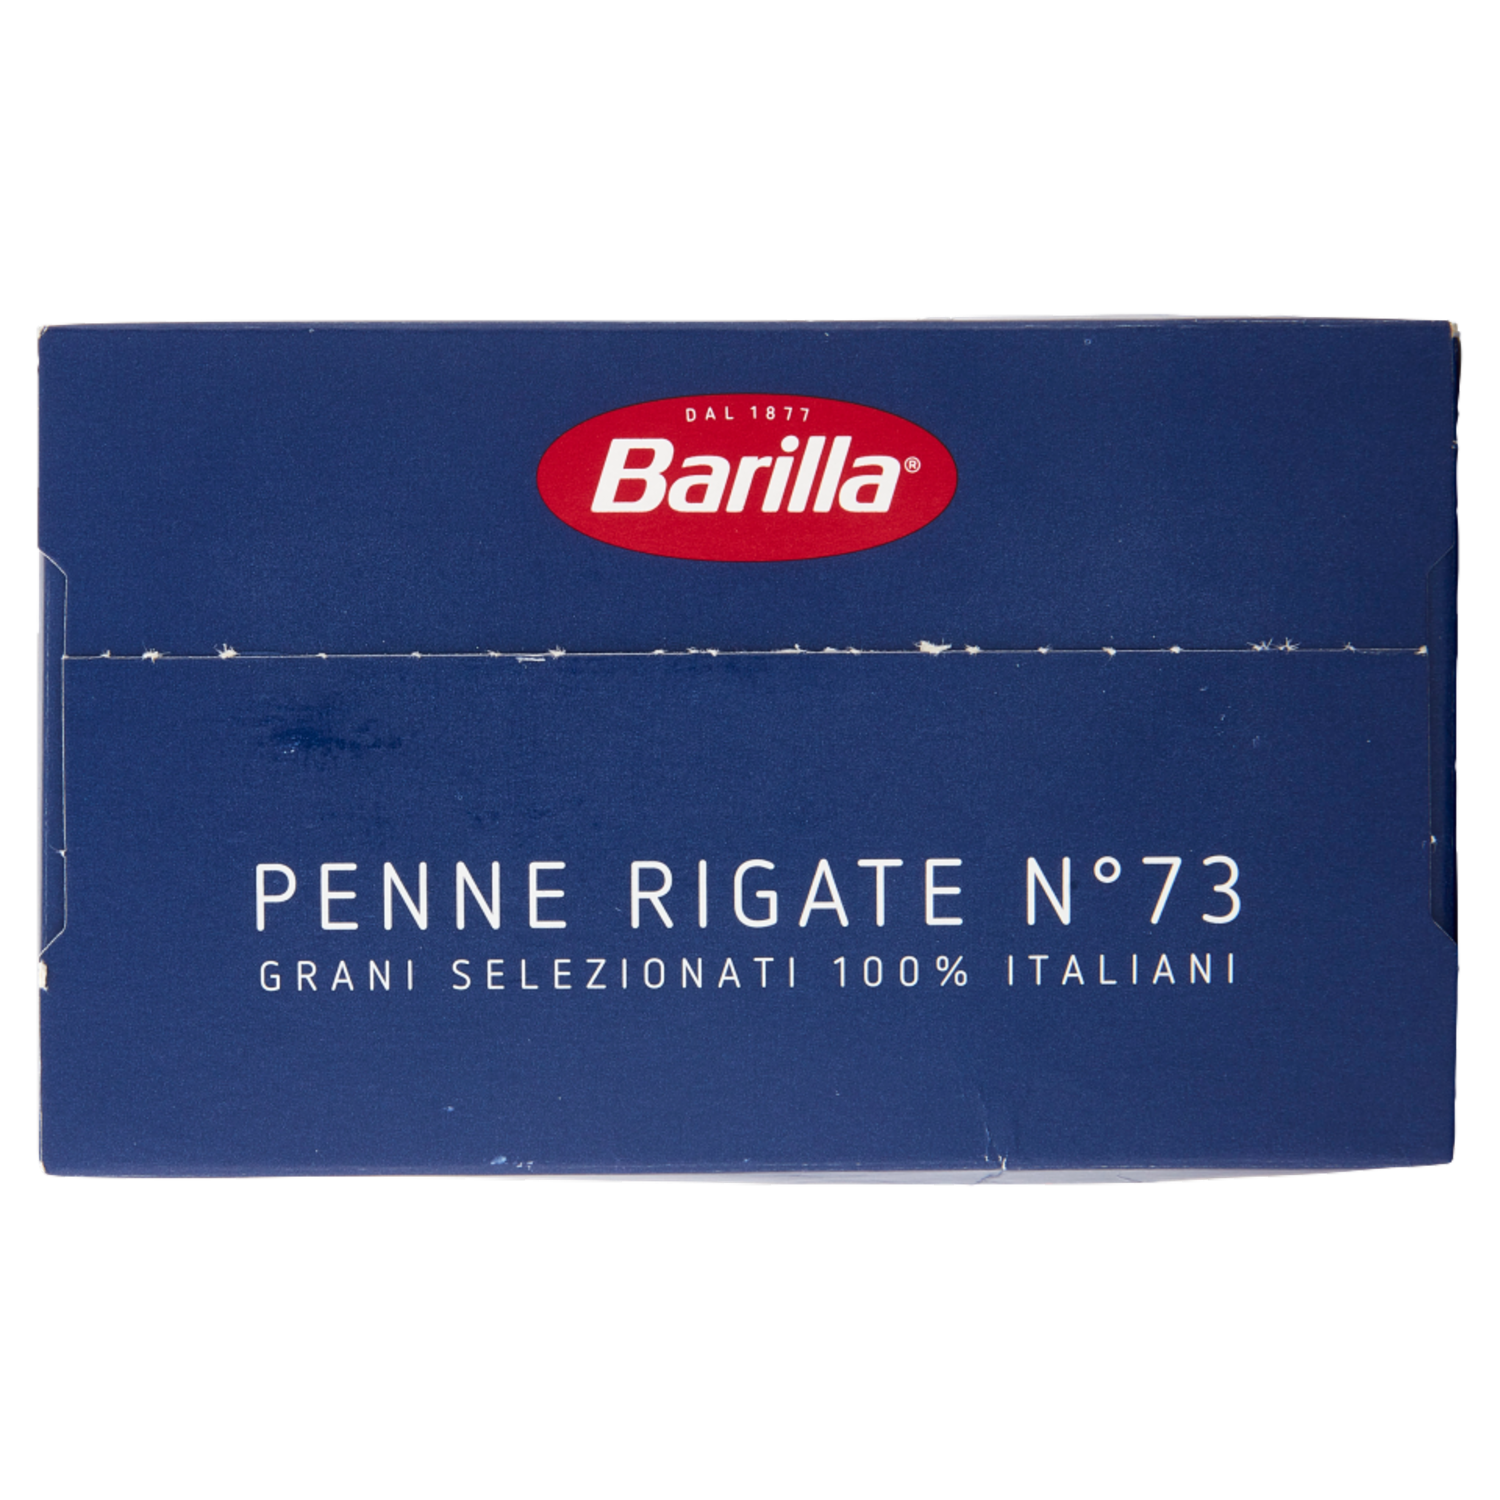 DAL 1877
Barilla®
PENNE RIGATE N°73
GRANI SELEZIONATI 100% ITALIANI